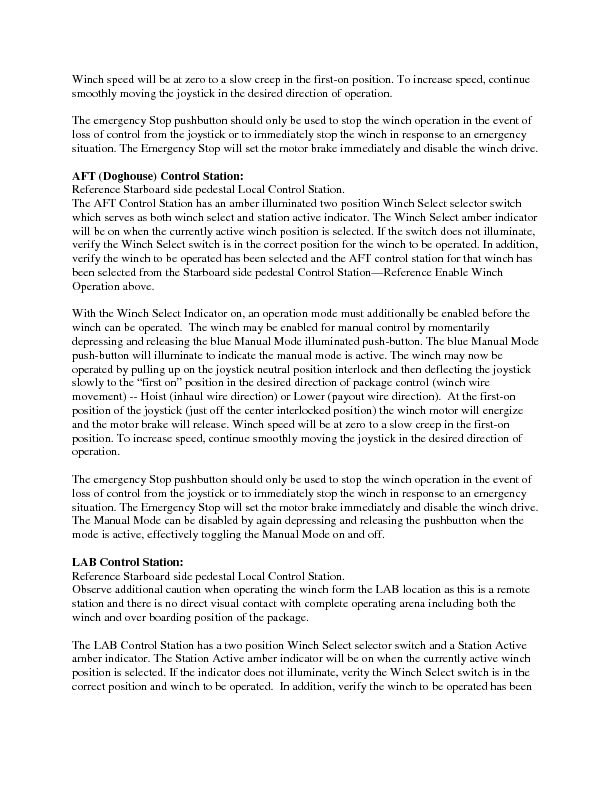 Winch speed will be at zero to a slow creep in the first-on position. To increase speed, continue
smoothly moving the joystick in the desired direction of operation.

The emergency Stop pushbutton should only be used to stop the winch operation in the event of
loss of control from the joystick or to immediately stop the winch in response to an emergency
situation. The Emergency Stop will set the motor brake immediately and disable the winch drive.

AFT (Doghouse) Control Station:
Reference Starboard side pedestal Local Control Station.
The AFT Control Station has an amber illuminated two position Winch Select selector switch
which serves as both winch select and station active indicator. The Winch Select amber indicator
will be on when the currently active winch position is selected. If the switch does not illuminate,
verify the Winch Select switch is in the correct position for the winch to be operated. In addition,
verify the winch to be operated has been selected and the AFT control station for that winch has
been selected from the Starboard side pedestal Control Station—Reference Enable Winch
Operation above.

With the Winch Select Indicator on, an operation mode must additionally be enabled before the
winch can be operated.  The winch may be enabled for manual control by momentarily
depressing and releasing the blue Manual Mode illuminated push-button. The blue Manual Mode
push-button will illuminate to indicate the manual mode is active. The winch may now be
operated by pulling up on the joystick neutral position interlock and then deflecting the joystick
slowly to the “first on” position in the desired direction of package control (winch wire
movement) -- Hoist (inhaul wire direction) or Lower (payout wire direction).  At the first-on
position of the joystick (just off the center interlocked position) the winch motor will energize
and the motor brake will release. Winch speed will be at zero to a slow creep in the first-on
position. To increase speed, continue smoothly moving the joystick in the desired direction of
operation.

The emergency Stop pushbutton should only be used to stop the winch operation in the event of
loss of control from the joystick or to immediately stop the winch in response to an emergency
situation. The Emergency Stop will set the motor brake immediately and disable the winch drive.
The Manual Mode can be disabled by again depressing and releasing the pushbutton when the
mode is active, effectively toggling the Manual Mode on and off.

LAB Control Station:
Reference Starboard side pedestal Local Control Station.
Observe additional caution when operating the winch form the LAB location as this is a remote
station and there is no direct visual contact with complete operating arena including both the
winch and over boarding position of the package.

The LAB Control Station has a two position Winch Select selector switch and a Station Active
amber indicator. The Station Active amber indicator will be on when the currently active winch
position is selected. If the indicator does not illuminate, verity the Winch Select switch is in the
correct position and winch to be operated.  In addition, verify the winch to be operated has been